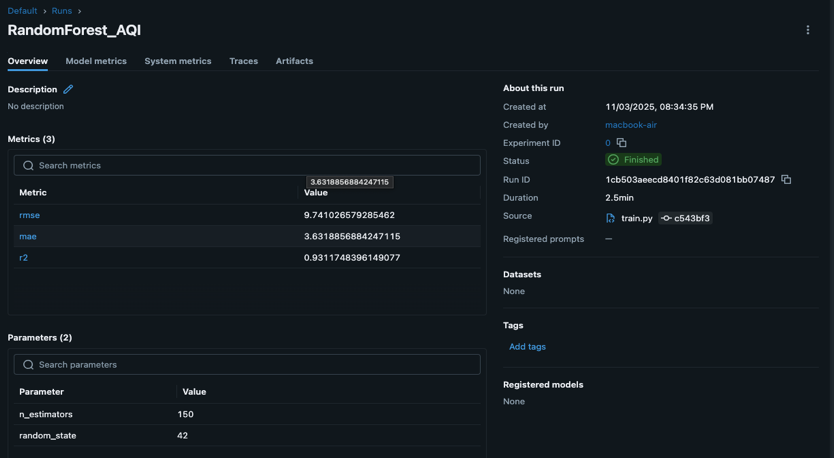 Default > Runs >
RandomForest_AQI
Overview Model metrics System metrics Traces Artifacts
Description
No description
Metrics (3)
Search metrics
3.6318856884247115
Metric Value
rmse 9.741026579285462
mae 3.6318856884247115
r2 0.9311748396149077
Parameters (2)
Search parameters
Parameter Value
n_estimators 150
random_state 42
About this run
Created at 11/03/2025, 08:34:35 PM
Created by macbook-air
Experiment ID 0
Status Finished
Run ID 1cb503aeecd8401f82c63d081bb07487
Duration 2.5min
Source train.py c543bf3
Registered prompts —
Datasets
None
Tags
Add tags
Registered models
None